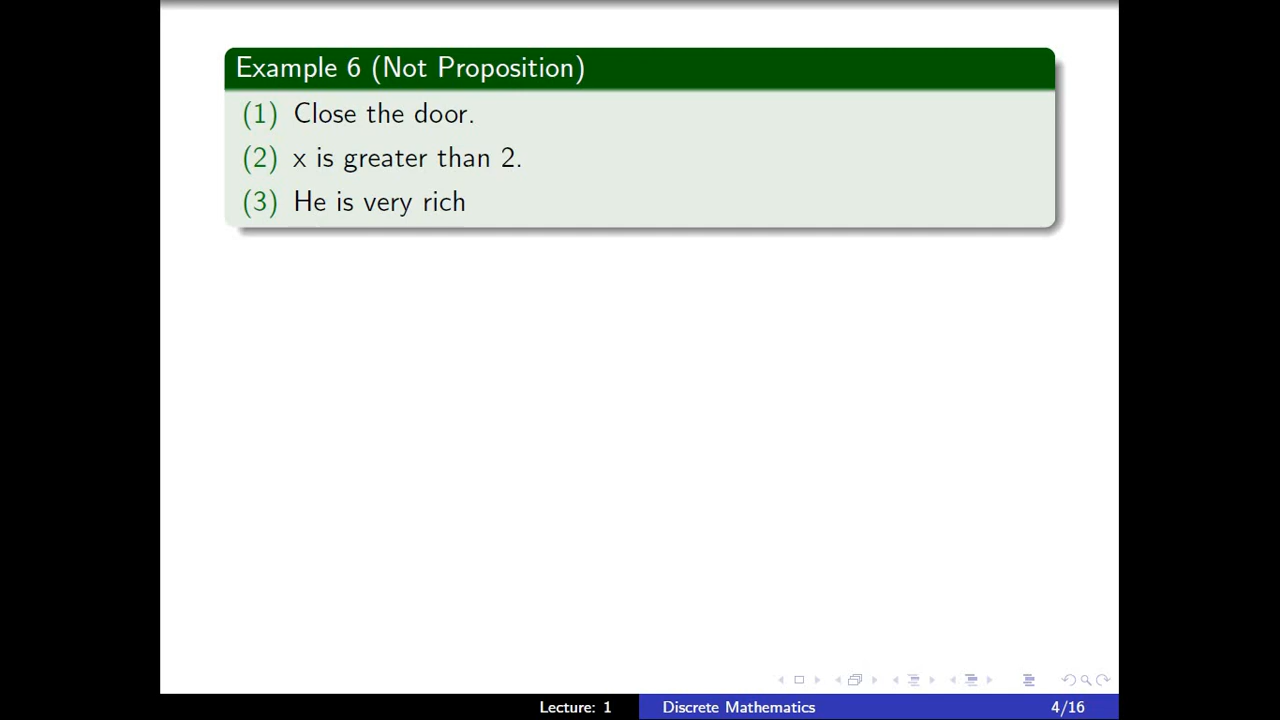 Example 6 (Not Proposition)
(1) Close the door.
(2) x is greater than 2.
(3) He is very rich
Lecture: 1 Discrete Mathematics 4/16